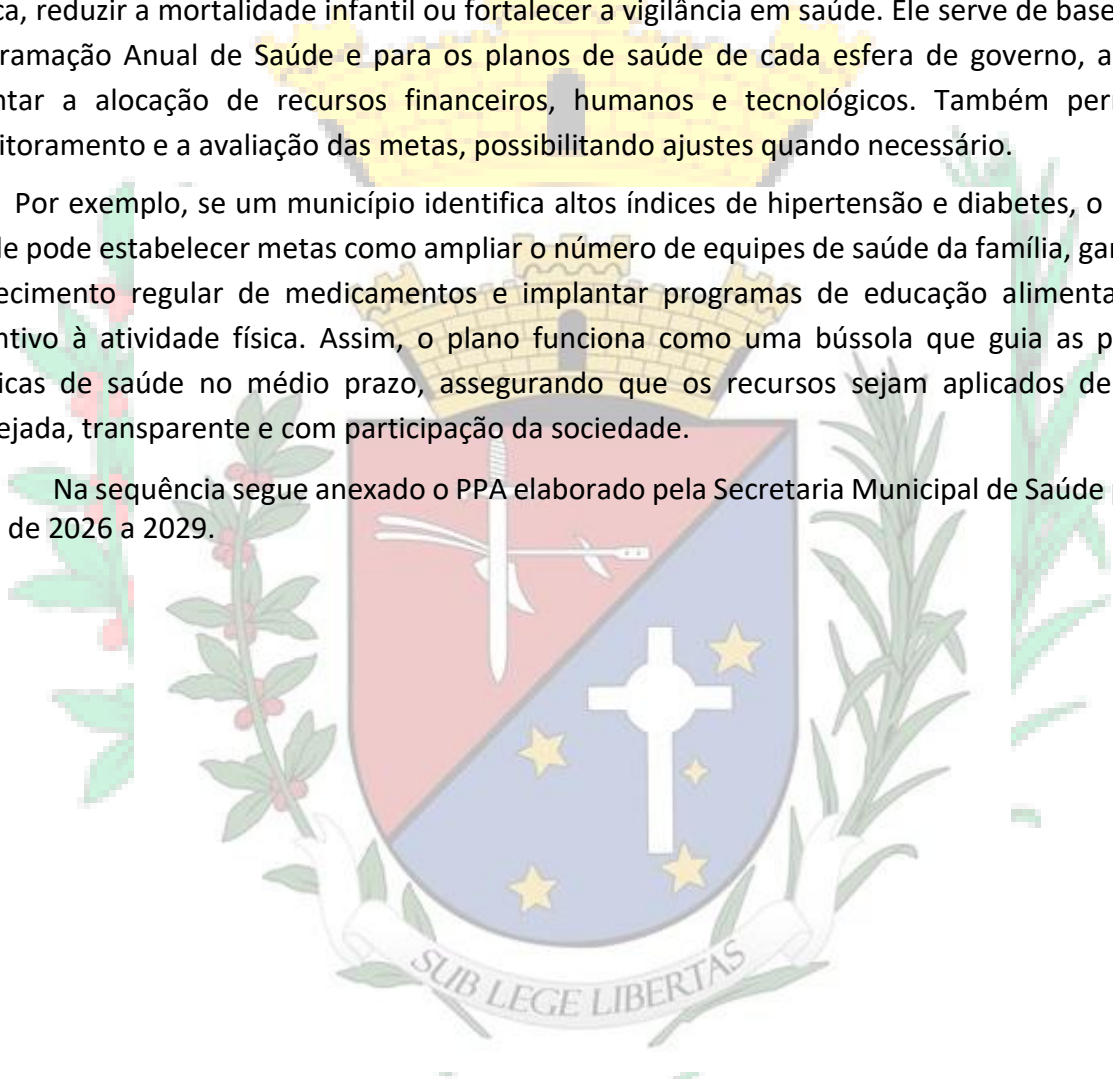 ca, reduzir a mortalidade infantil ou fortalecer a vigilância em saúde. Ele serve de base
ramação Anual de Saúde e para os planos de saúde de cada esfera de governo, a
ntar a alocação de recursos financeiros, humanos e tecnológicos. Também per
itoramento e a avaliação das metas, possibilitando ajustes quando necessário.
Por exemplo, se um município identifica altos índices de hipertensão e diabetes, o
de pode estabelecer metas como ampliar o número de equipes de saúde da família, gar
ecimento regular de medicamentos e implantar programas de educação alimenta
ntivo à atividade física. Assim, o plano funciona como uma bússola que guia as p
icas de saúde no médio prazo, assegurando que os recursos sejam aplicados de
ejada, transparente e com participação da sociedade.
Na sequência segue anexado o PPA elaborado pela Secretaria Municipal de Saúde
de 2026 a 2029.
SUB LEGE LIBERTAS